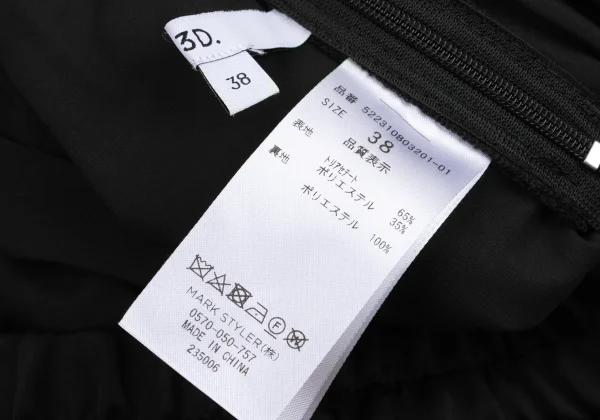 3D.
38
品番 522310803201-01
SIZE 38
品質表示
表地 トリアセテート 65%
ポリエステル 35%
裏地 ポリエステル 100%
MARK STYLER(株)
0570-050-757
MADE IN CHINA
235006